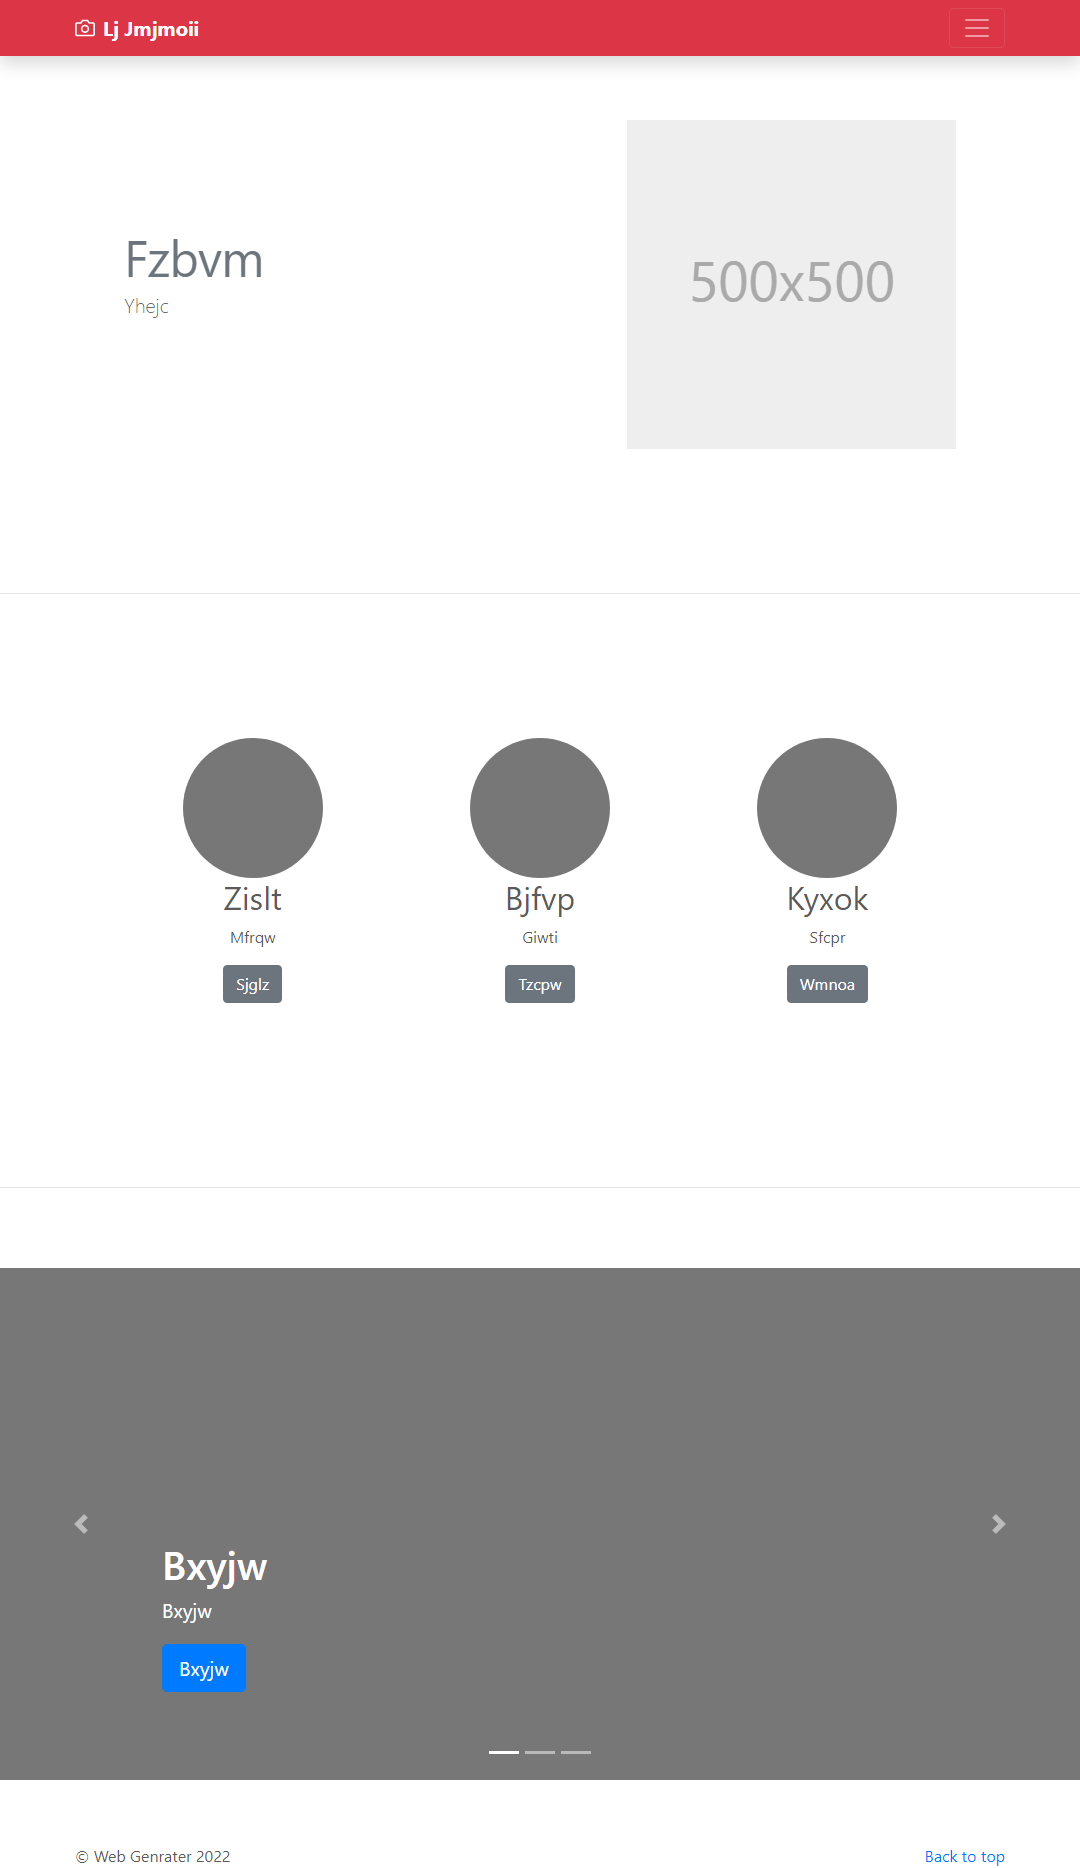 Lj Jmjmoii
Fzbvm
Yhejc
500x500
Zislt
Mfrqw
Sjglz
Bjfvp
Giwti
Tzcpw
Kyxok
Sfcpr
Wmnoa
Bxyjw
Bxyjw
Bxyjw
© Web Genrater 2022
Back to top